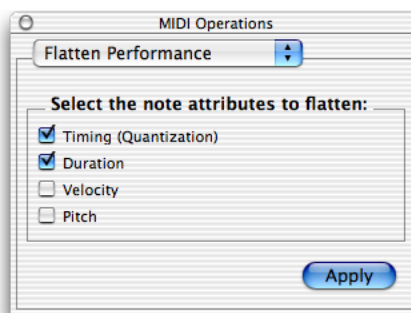 MIDI Operations
Flatten Performance
Select the note attributes to flatten:
Timing (Quantization)
Duration
Velocity
Pitch
Apply